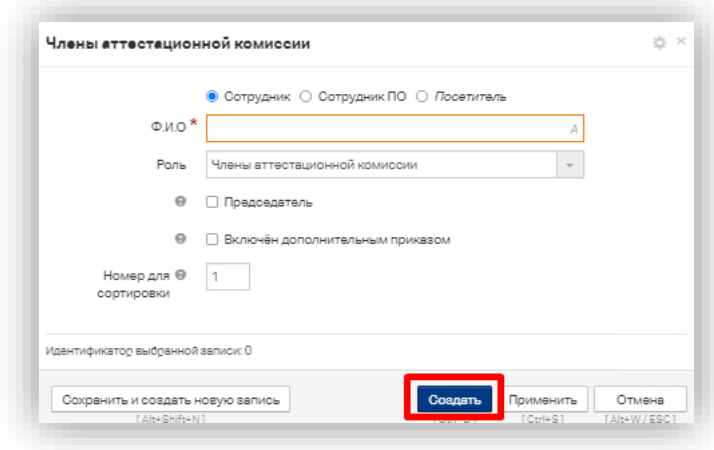 Члены аттестационной комиссии
Сотрудник Сотрудник ПО Посетитель
Ф.И.О * A
Роль Члены аттестационной комиссии
Председатель
Включён дополнительным приказом
Номер для 1
сортировки
Идентификатор выбранной записи: 0
Сохранить и создать новую запись Создать Применить Отмена
[Alt+Shift+N] [Ctrl+S] [Alt+W / ESC]